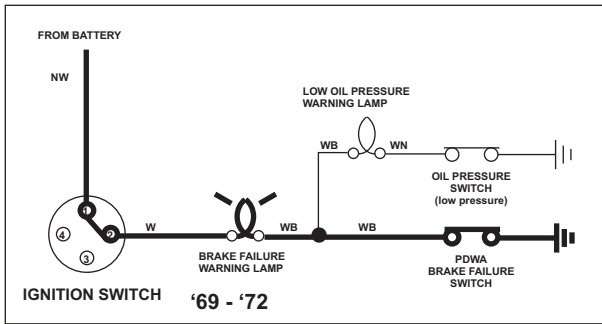 FROM BATTERY
NW
LOW OIL PRESSURE
WARNING LAMP
WB
WN
OIL PRESSURE
SWITCH
(low pressure)
1
2
3
4
W
WB
WB
BRAKE FAILURE
WARNING LAMP
PDWA
BRAKE FAILURE
SWITCH
IGNITION SWITCH
‘69 - ‘72